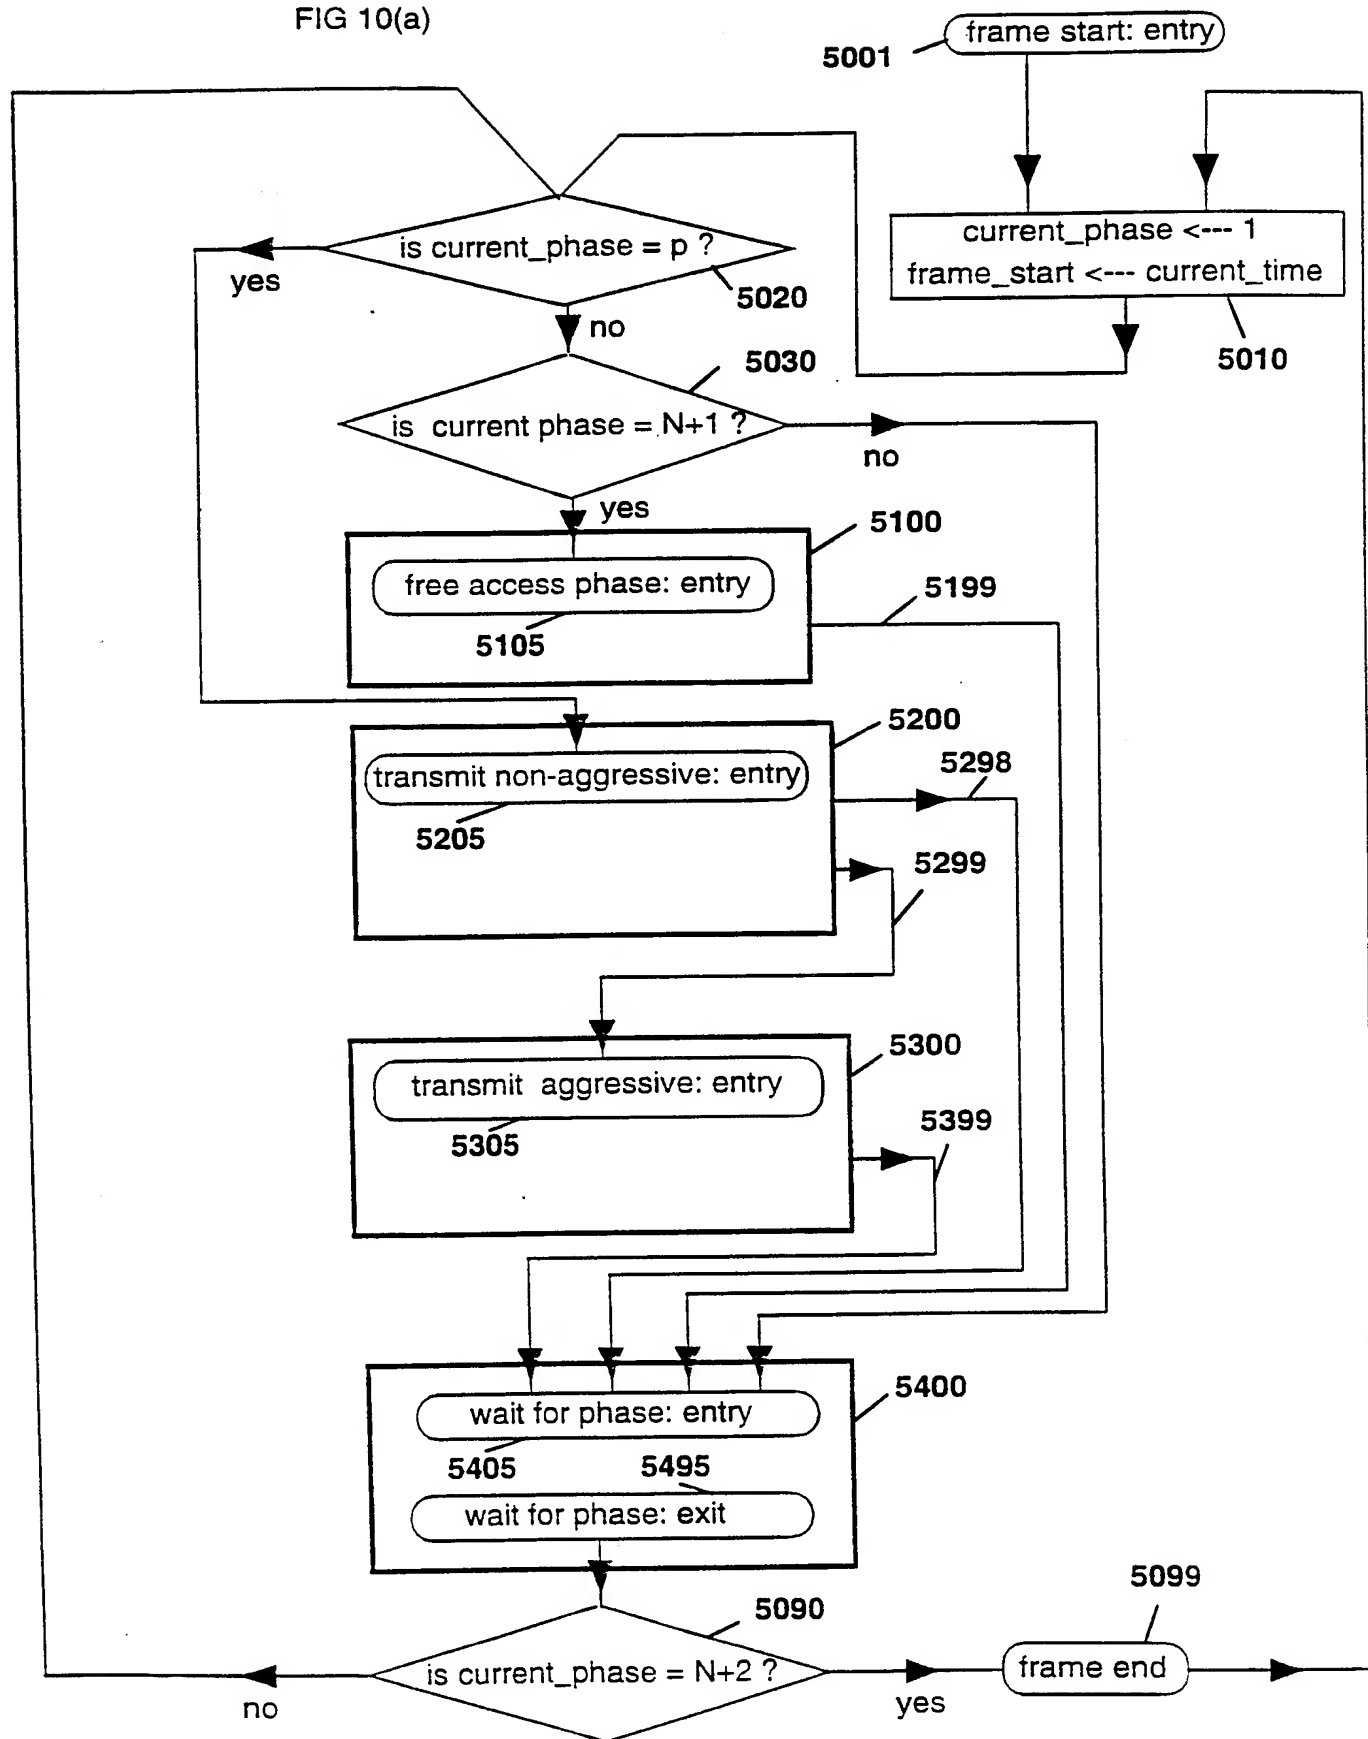 FIG 10(a)
frame start: entry
5001
current_phase <--- 1
frame_start <--- current_time
5010
is current_phase = p ?
yes
5020
no
5030
is current phase = N+1 ?
no
yes
5100
free access phase: entry
5105
5199
5200
transmit non-aggressive: entry
5205
5298
5299
5300
transmit aggressive: entry
5305
5399
5400
wait for phase: entry
5405
5495
wait for phase: exit
5090
5099
is current_phase = N+2 ?
no
yes
frame end